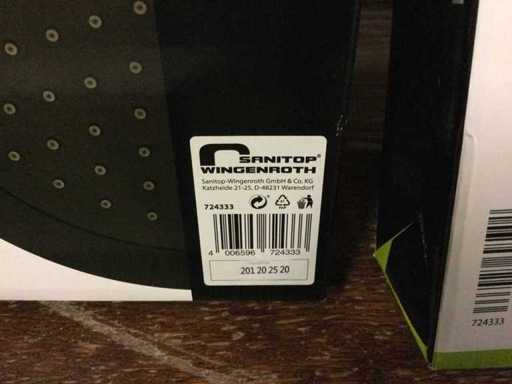 SANITOP®
WINGENROTH
Sanitop-Wingenroth GmbH & Co. KG
Katzheide 21-25, D-48231 Warendorf
724333
PAP
4 006596 724333
201 20 25 20
724333